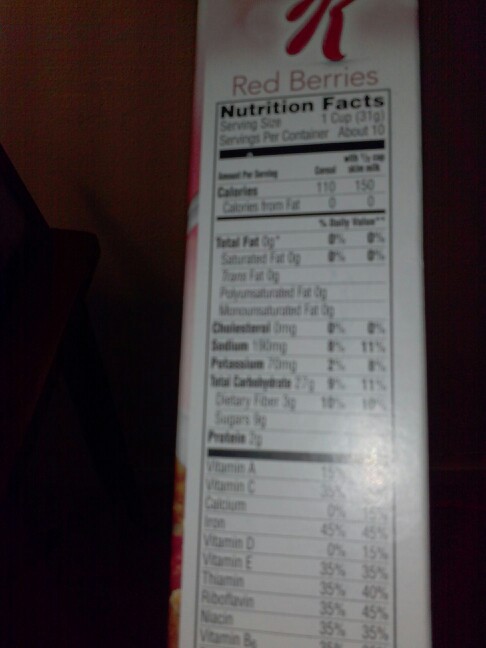 K
Red Berries
Nutrition Facts
Serving Size 1 Cup (31g)
Servings Per Container About 10
Amount Per Serving Cereal with ½ cup skim milk
Calories 110 150
Calories from Fat 0 0
% Daily Value**
Total Fat 0g* 0% 0%
Saturated Fat 0g 0% 0%
Trans Fat 0g
Polyunsaturated Fat 0g
Monounsaturated Fat 0g
Cholesterol 0mg 0% 0%
Sodium 190mg 8% 11%
Potassium 70mg 2% 8%
Total Carbohydrate 27g 9% 11%
Dietary Fiber 3g 10% 10%
Sugars 9g
Protein 2g
Vitamin A
Vitamin C
Calcium 0% 15%
Iron 45% 45%
Vitamin D 0% 15%
Vitamin E 35% 35%
Thiamin 35% 40%
Riboflavin 35% 45%
Niacin 35% 35%
Vitamin B₆